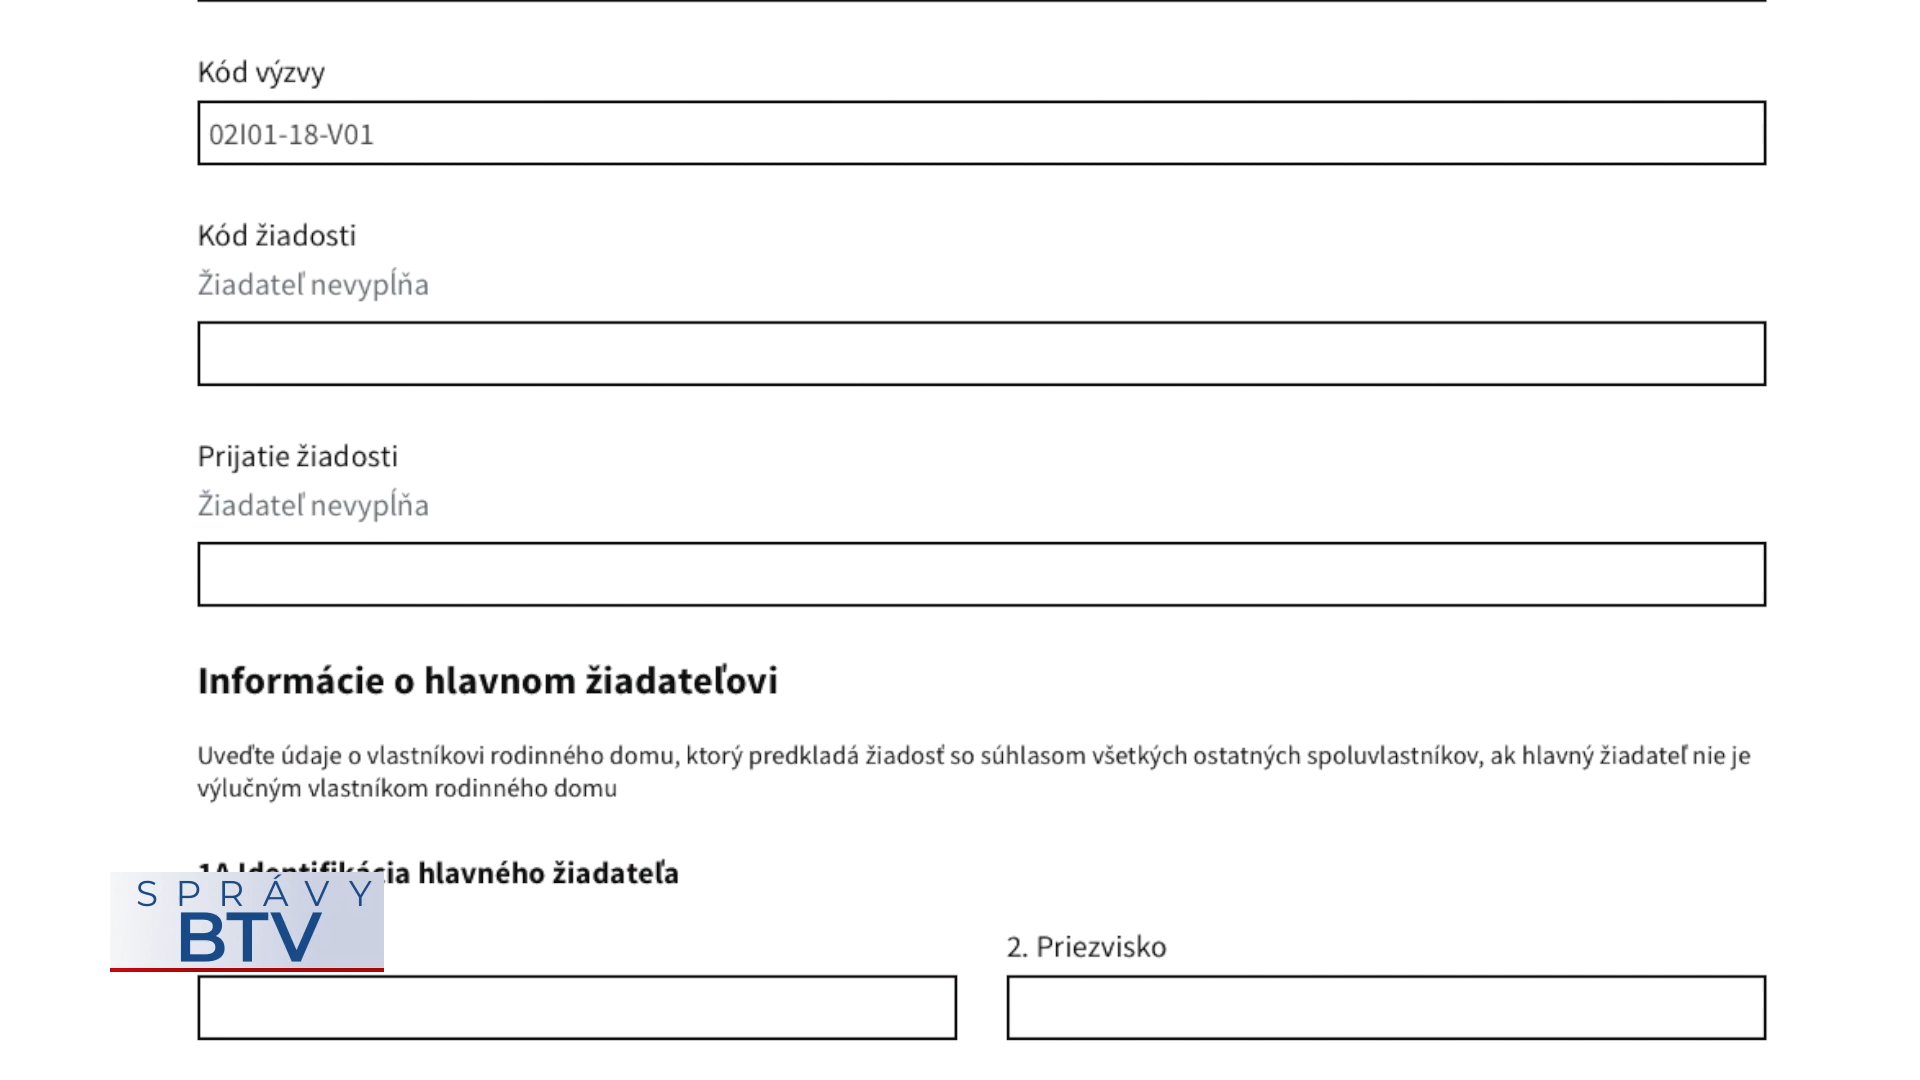 Kód výzvy
02I01-18-V01
Kód žiadosti
Žiadateľ nevypĺňa
Prijatie žiadosti
Žiadateľ nevypĺňa
Informácie o hlavnom žiadateľovi
Uveďte údaje o vlastníkovi rodinného domu, ktorý predkladá žiadosť so súhlasom všetkých ostatných spoluvlastníkov, ak hlavný žiadateľ nie je
výlučným vlastníkom rodinného domu
1A Identifikácia hlavného žiadateľa
SPRÁVY
BTV
2. Priezvisko